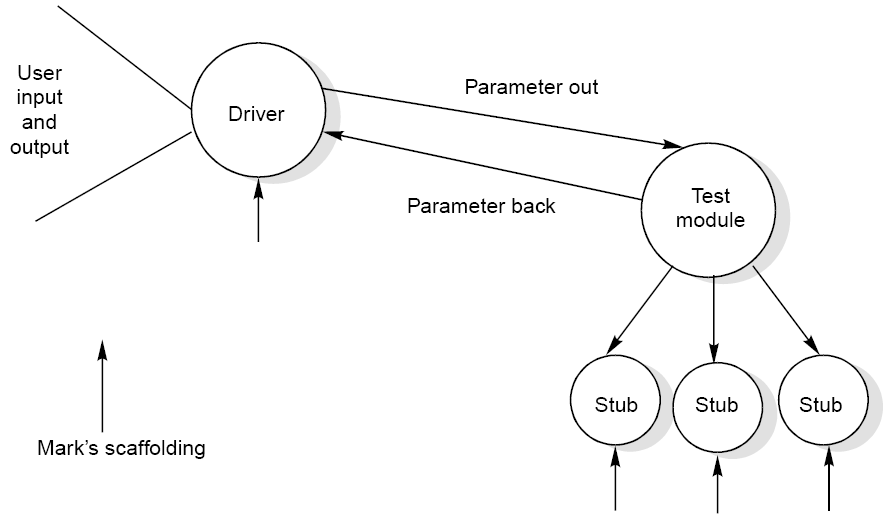 User
input
and
output
Driver
Parameter out
Parameter back
Test
module
Stub
Stub
Stub
Mark's scaffolding